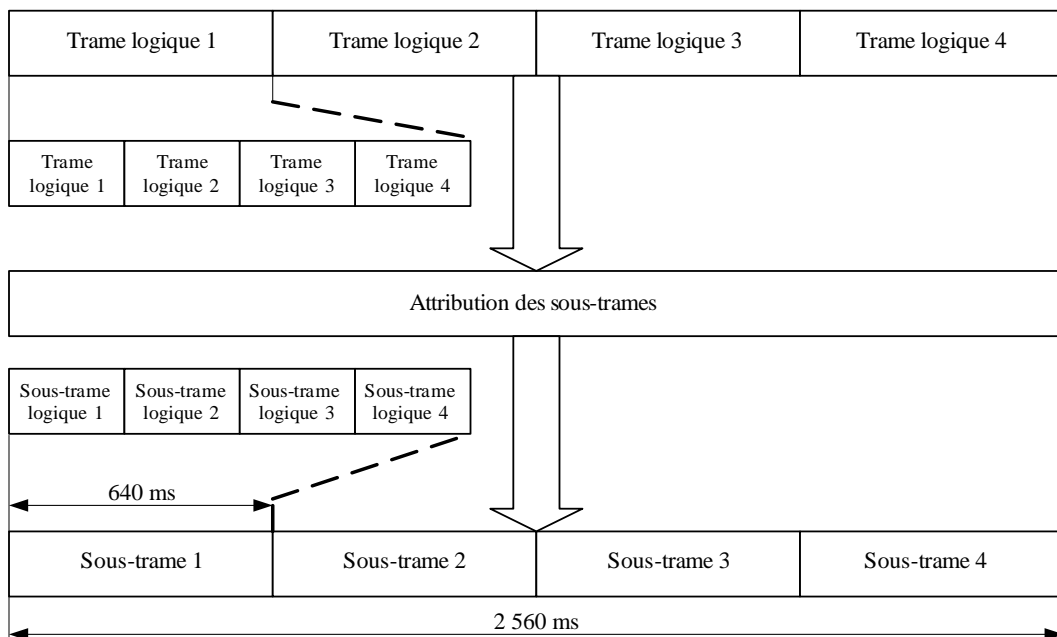 Trame logique 1
Trame logique 2
Trame logique 3
Trame logique 4
Trame
logique 1
Trame
logique 2
Trame
logique 3
Trame
logique 4
Attribution des sous-trames
Sous-trame
logique 1
Sous-trame
logique 2
Sous-trame
logique 3
Sous-trame
logique 4
640 ms
Sous-trame 1
Sous-trame 2
Sous-trame 3
Sous-trame 4
2 560 ms